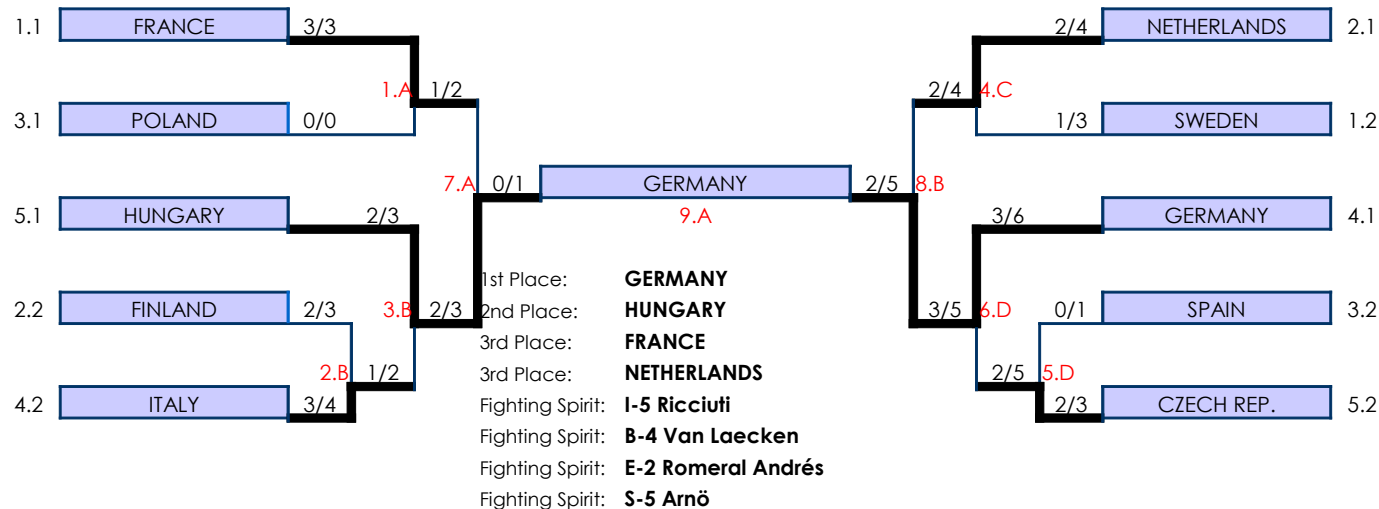 1.1 FRANCE 3/3 2/4 NETHERLANDS 2.1
1.A 1/2 2/4 4.C
3.1 POLAND 0/0 1/3 SWEDEN 1.2
7.A 0/1 GERMANY 2/5 8.B
5.1 HUNGARY 2/3 9.A 3/6 GERMANY 4.1
1st Place: GERMANY
2.2 FINLAND 2/3 3.B 2/3 2nd Place: HUNGARY 3/5 6.D 0/1 SPAIN 3.2
3rd Place: FRANCE
2.B 1/2 3rd Place: NETHERLANDS 2/5 5.D
4.2 ITALY 3/4 Fighting Spirit: I-5 Ricciuti 2/3 CZECH REP. 5.2
Fighting Spirit: B-4 Van Laecken
Fighting Spirit: E-2 Romeral Andrés
Fighting Spirit: S-5 Arnö